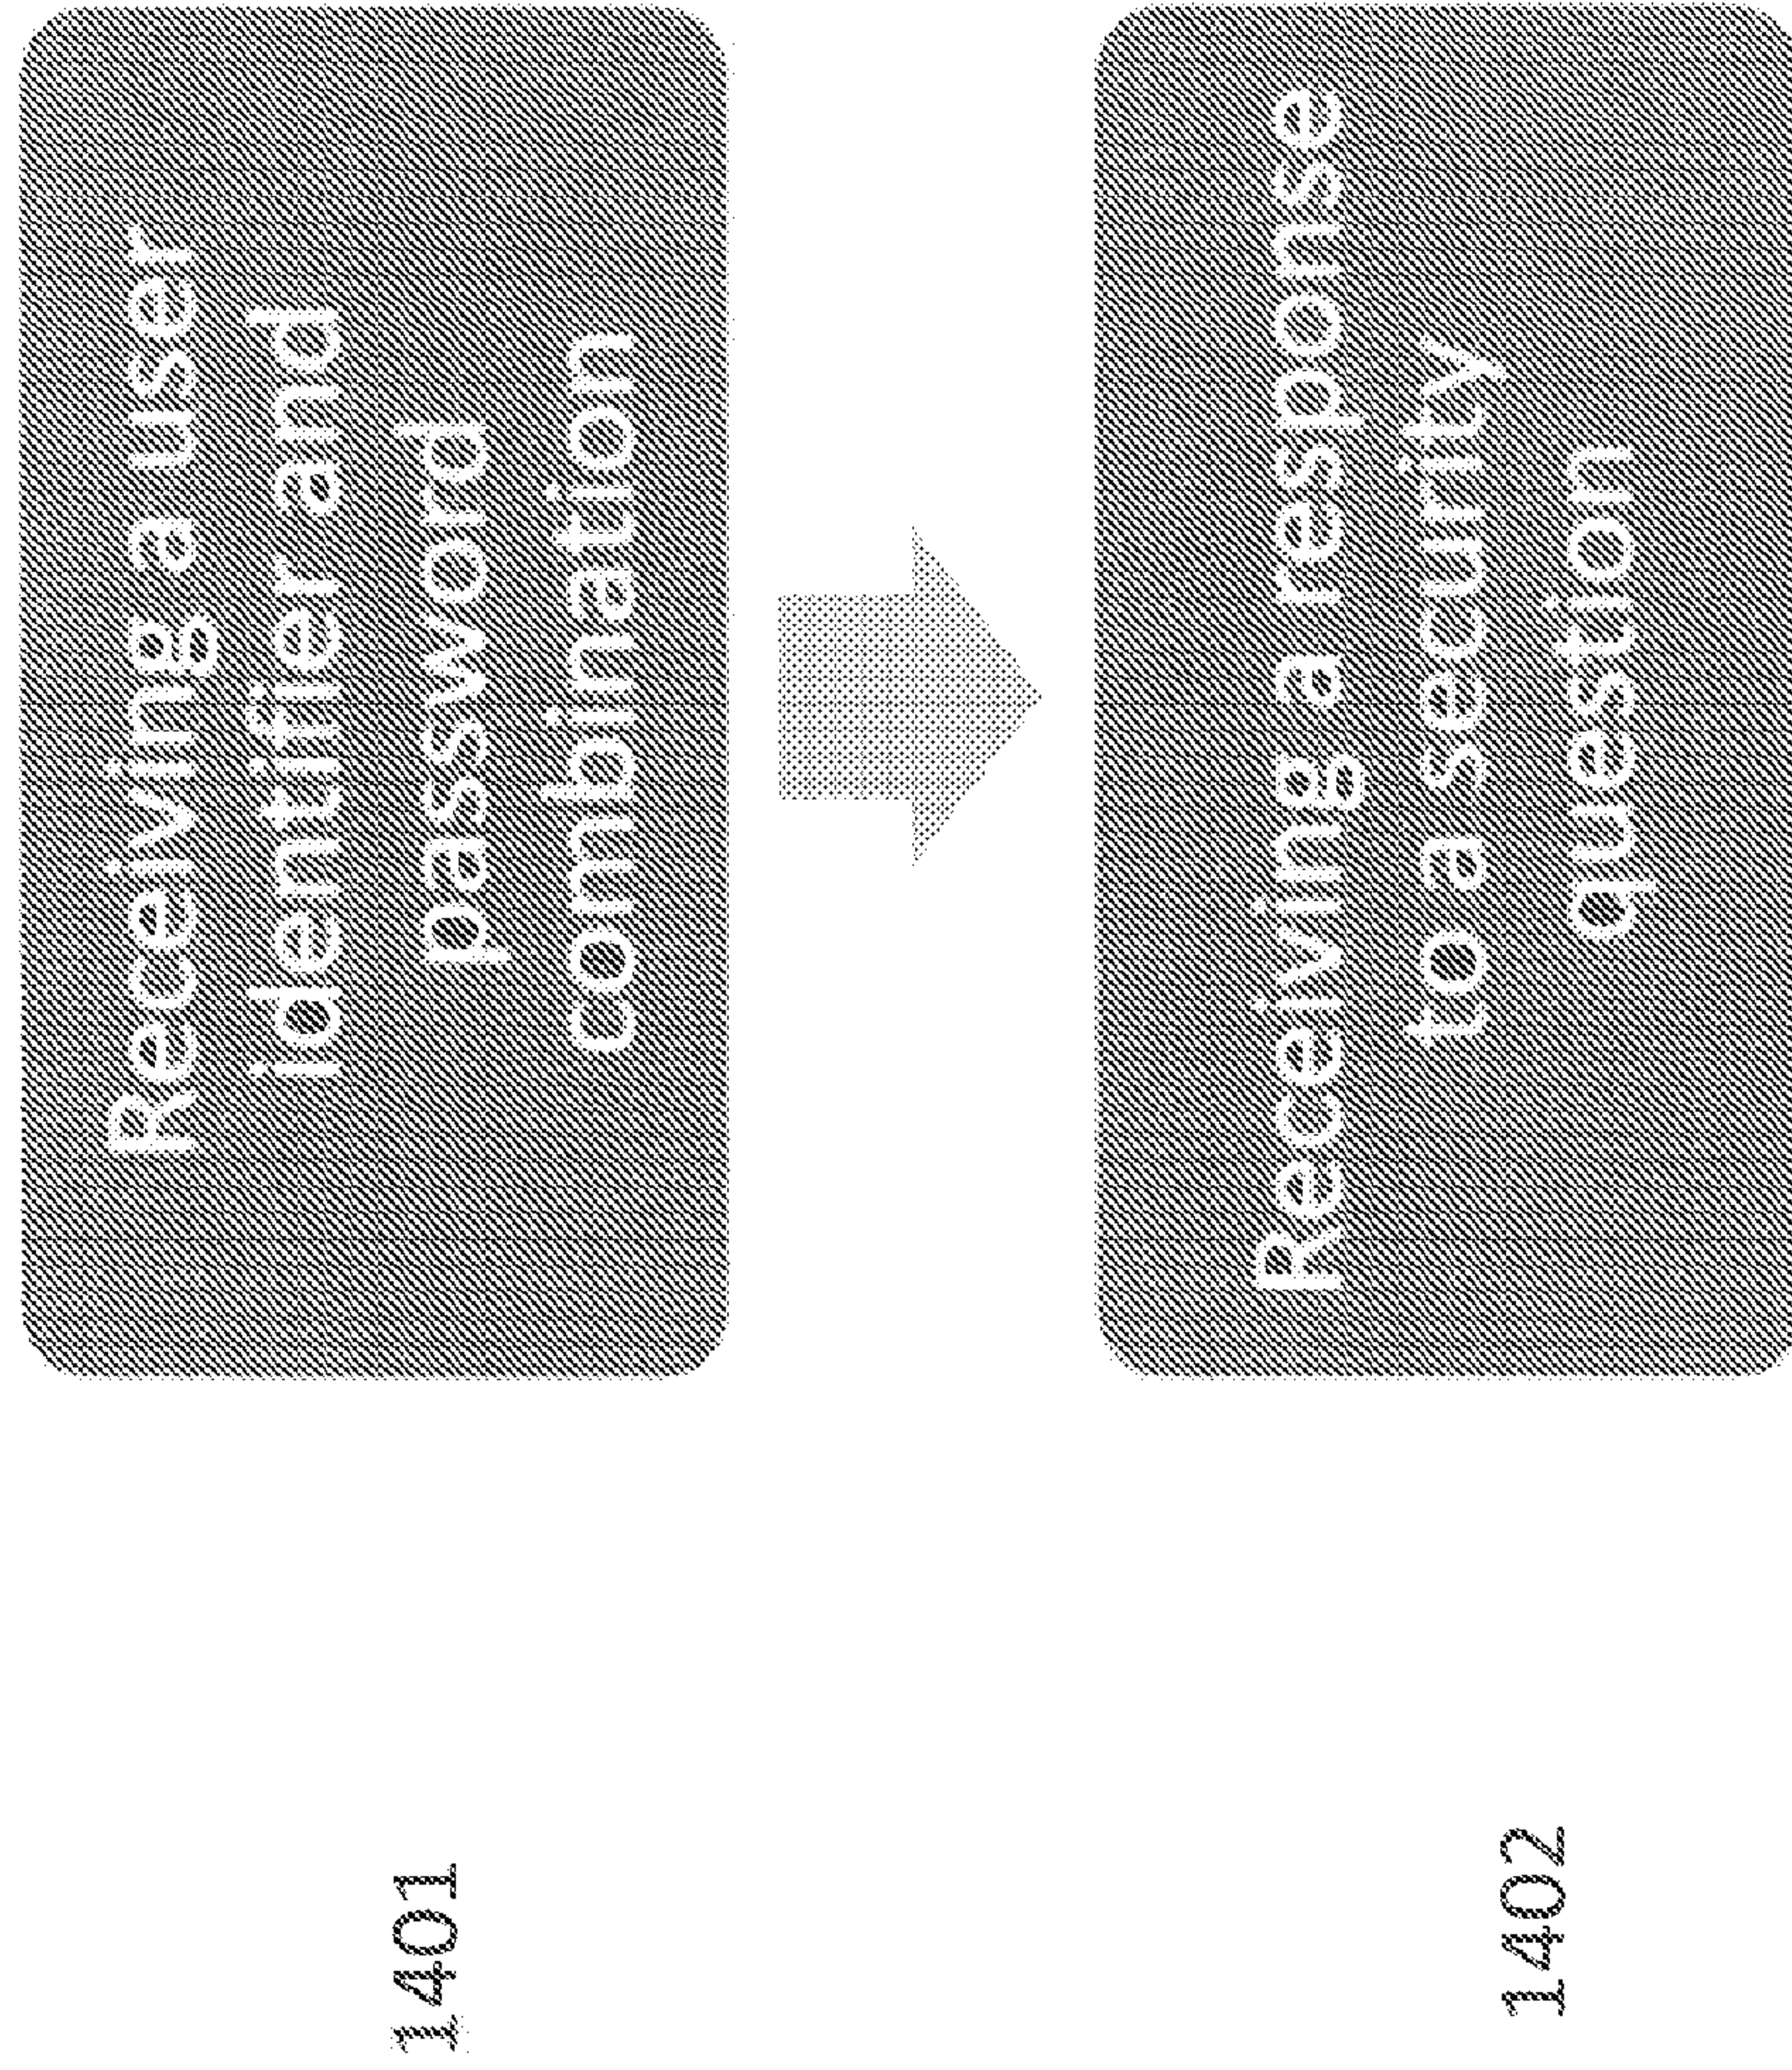 1401
Receiving a user
identifier and
password
combination
1402
Receiving a response
to a security
question